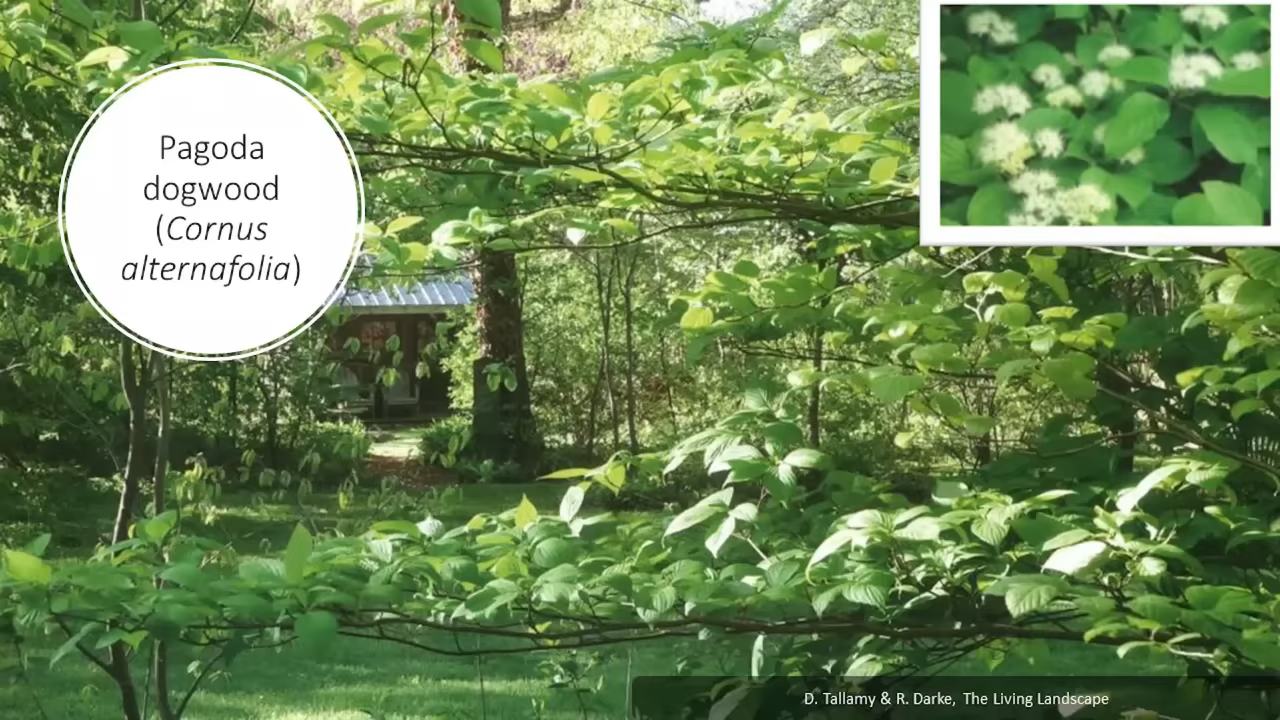 Pagoda
dogwood
(Cornus
alternafolia)
D. Tallamy & R. Darke, The Living Landscape